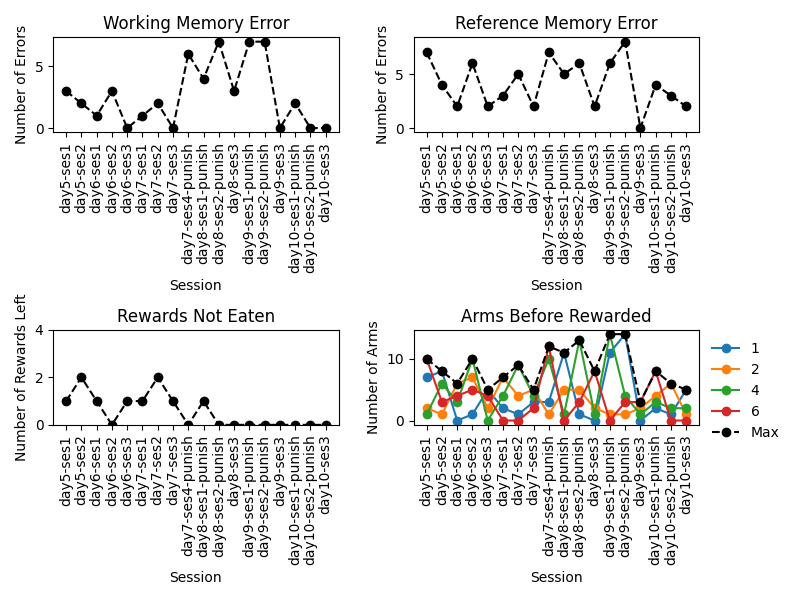 Working Memory Error
Number of Errors
5
0
day5-ses1
day5-ses2
day6-ses1
day6-ses2
day6-ses3
day7-ses1
day7-ses2
day7-ses3
day7-ses4-punish
day8-ses1-punish
day8-ses2-punish
day8-ses3
day9-ses1-punish
day9-ses2-punish
day9-ses3
day10-ses1-punish
day10-ses2-punish
day10-ses3
Session
Reference Memory Error
Number of Errors
5
0
day5-ses1
day5-ses2
day6-ses1
day6-ses2
day6-ses3
day7-ses1
day7-ses2
day7-ses3
day7-ses4-punish
day8-ses1-punish
day8-ses2-punish
day8-ses3
day9-ses1-punish
day9-ses2-punish
day9-ses3
day10-ses1-punish
day10-ses2-punish
day10-ses3
Session
Rewards Not Eaten
Number of Rewards Left
4
2
0
day5-ses1
day5-ses2
day6-ses1
day6-ses2
day6-ses3
day7-ses1
day7-ses2
day7-ses3
day7-ses4-punish
day8-ses1-punish
day8-ses2-punish
day8-ses3
day9-ses1-punish
day9-ses2-punish
day9-ses3
day10-ses1-punish
day10-ses2-punish
day10-ses3
Session
Arms Before Rewarded
Number of Arms
10
0
day5-ses1
day5-ses2
day6-ses1
day6-ses2
day6-ses3
day7-ses1
day7-ses2
day7-ses3
day7-ses4-punish
day8-ses1-punish
day8-ses2-punish
day8-ses3
day9-ses1-punish
day9-ses2-punish
day9-ses3
day10-ses1-punish
day10-ses2-punish
day10-ses3
Session
1
2
4
6
Max